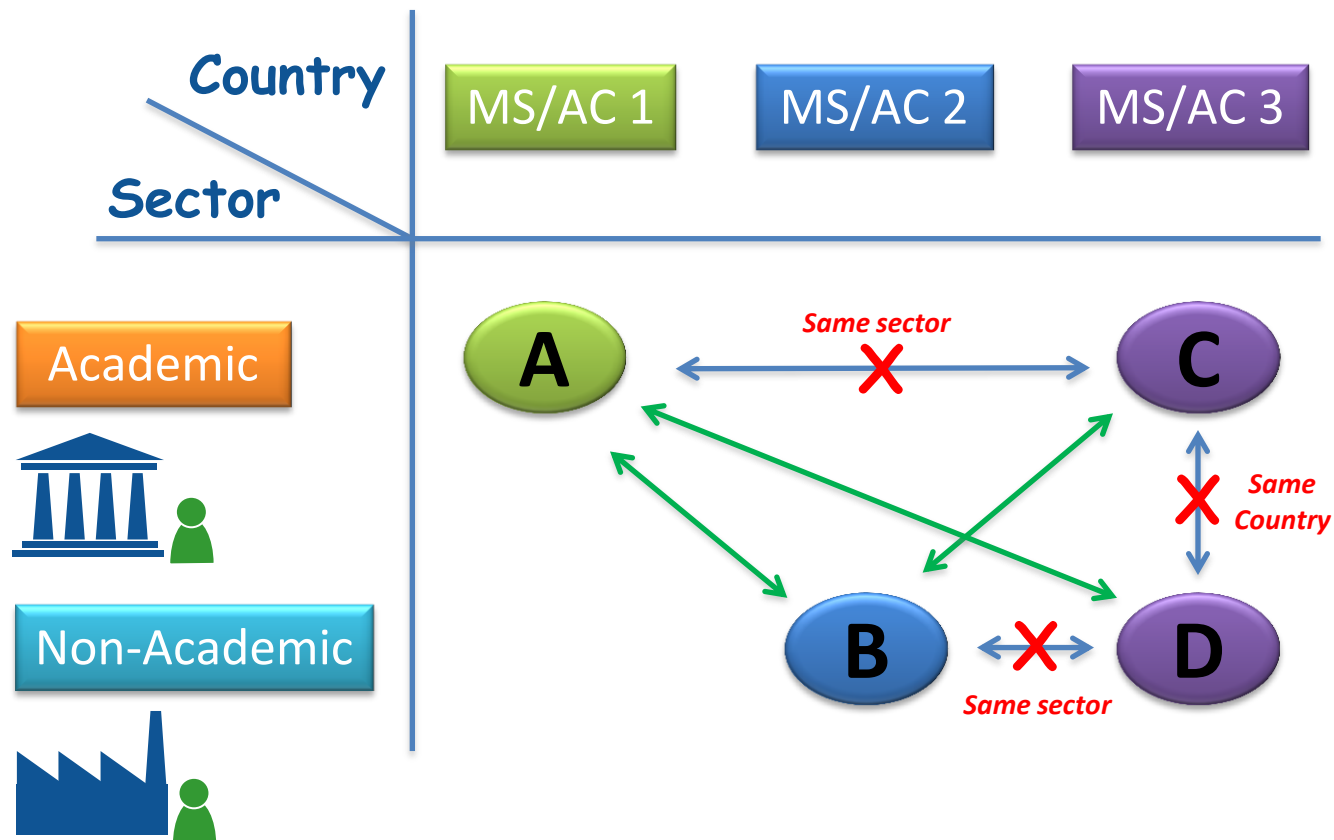 Country
MS/AC 1
MS/AC 2
MS/AC 3
Sector
Academic
A
Same sector
C
Same
Country
Non-Academic
B
D
Same sector